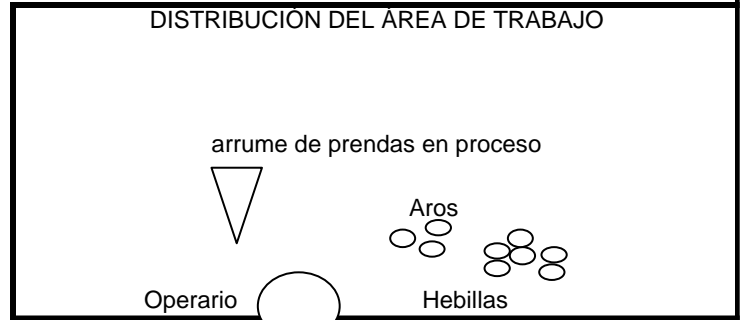 DISTRIBUCIÓN DEL ÁREA DE TRABAJO
arrume de prendas en proceso
Aros
Operario Hebillas